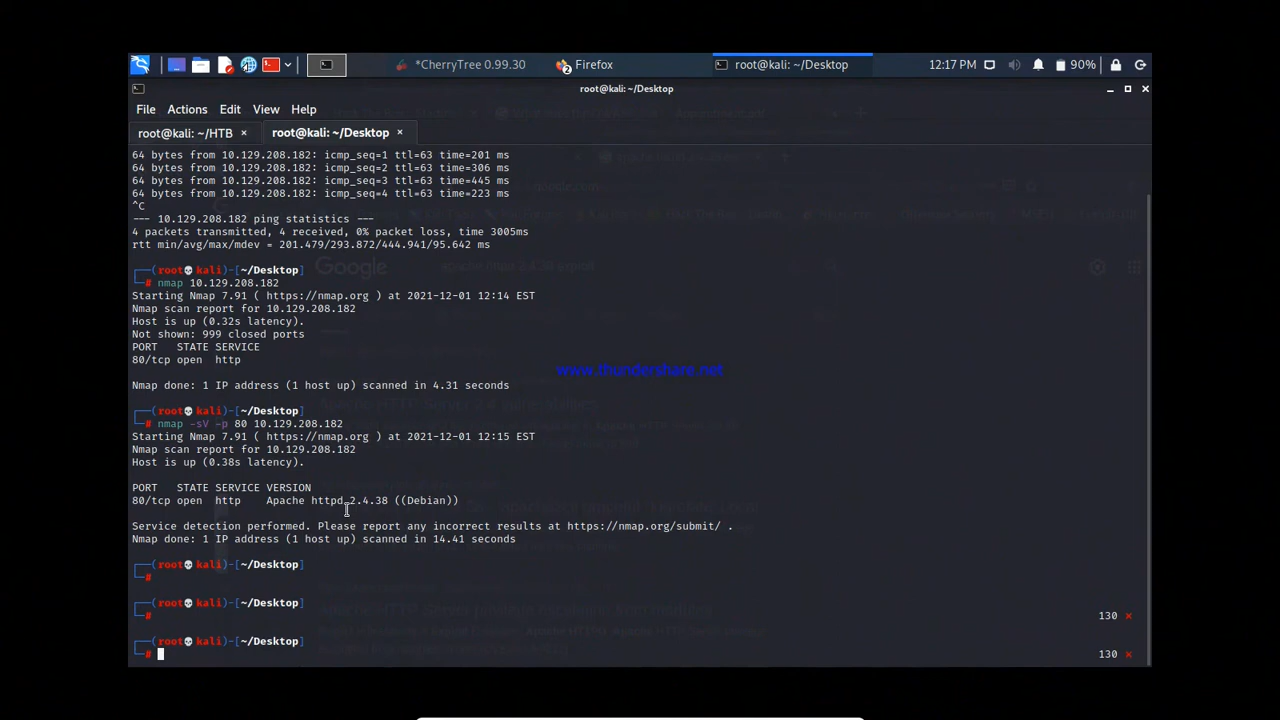 *CherryTree 0.99.30
2
Firefox
root@kali: ~/Desktop
12:17 PM
90%
root@kali: ~/Desktop
File Actions Edit View Help
root@kali: ~/HTB ×
root@kali: ~/Desktop ×
64 bytes from 10.129.208.182: icmp_seq=1 ttl=63 time=201 ms
64 bytes from 10.129.208.182: icmp_seq=2 ttl=63 time=306 ms
64 bytes from 10.129.208.182: icmp_seq=3 ttl=63 time=445 ms
64 bytes from 10.129.208.182: icmp_seq=4 ttl=63 time=223 ms
^C
--- 10.129.208.182 ping statistics ---
4 packets transmitted, 4 received, 0% packet loss, time 3005ms
rtt min/avg/max/mdev = 201.479/293.872/444.941/95.642 ms
(root💀kali)-[~/Desktop]
# nmap 10.129.208.182
Starting Nmap 7.91 ( https://nmap.org ) at 2021-12-01 12:14 EST
Nmap scan report for 10.129.208.182
Host is up (0.32s latency).
Not shown: 999 closed ports
PORT STATE SERVICE
80/tcp open http
www.thundershare.net
Nmap done: 1 IP address (1 host up) scanned in 4.31 seconds
(root💀kali)-[~/Desktop]
# nmap -sV -p 80 10.129.208.182
Starting Nmap 7.91 ( https://nmap.org ) at 2021-12-01 12:15 EST
Nmap scan report for 10.129.208.182
Host is up (0.38s latency).
PORT STATE SERVICE VERSION
80/tcp open http Apache httpd 2.4.38 ((Debian))
Service detection performed. Please report any incorrect results at https://nmap.org/submit/ .
Nmap done: 1 IP address (1 host up) scanned in 14.41 seconds
(root💀kali)-[~/Desktop]
#
(root💀kali)-[~/Desktop]
# 130 ×
(root💀kali)-[~/Desktop]
# 130 ×